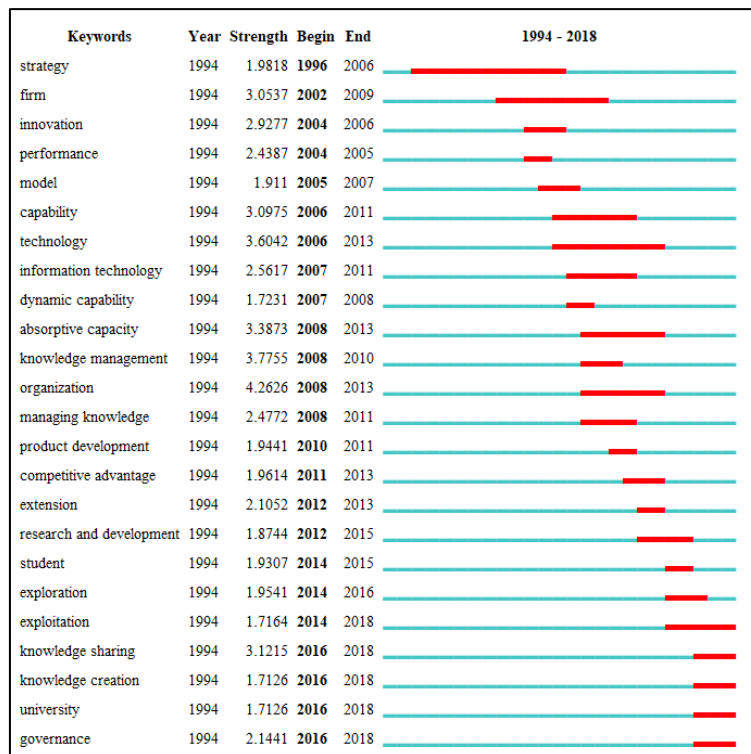 Keywords Year Strength Begin End 1994 - 2018
strategy 1994 1.9818 1996 2006
firm 1994 3.0537 2002 2009
innovation 1994 2.9277 2004 2006
performance 1994 2.4387 2004 2005
model 1994 1.911 2005 2007
capability 1994 3.0975 2006 2011
technology 1994 3.6042 2006 2013
information technology 1994 2.5617 2007 2011
dynamic capability 1994 1.7231 2007 2008
absorptive capacity 1994 3.3873 2008 2013
knowledge management 1994 3.7755 2008 2010
organization 1994 4.2626 2008 2013
managing knowledge 1994 2.4772 2008 2011
product development 1994 1.9441 2010 2011
competitive advantage 1994 1.9614 2011 2013
extension 1994 2.1052 2012 2013
research and development 1994 1.8744 2012 2015
student 1994 1.9307 2014 2015
exploration 1994 1.9541 2014 2016
exploitation 1994 1.7164 2014 2018
knowledge sharing 1994 3.1215 2016 2018
knowledge creation 1994 1.7126 2016 2018
university 1994 1.7126 2016 2018
governance 1994 2.1441 2016 2018